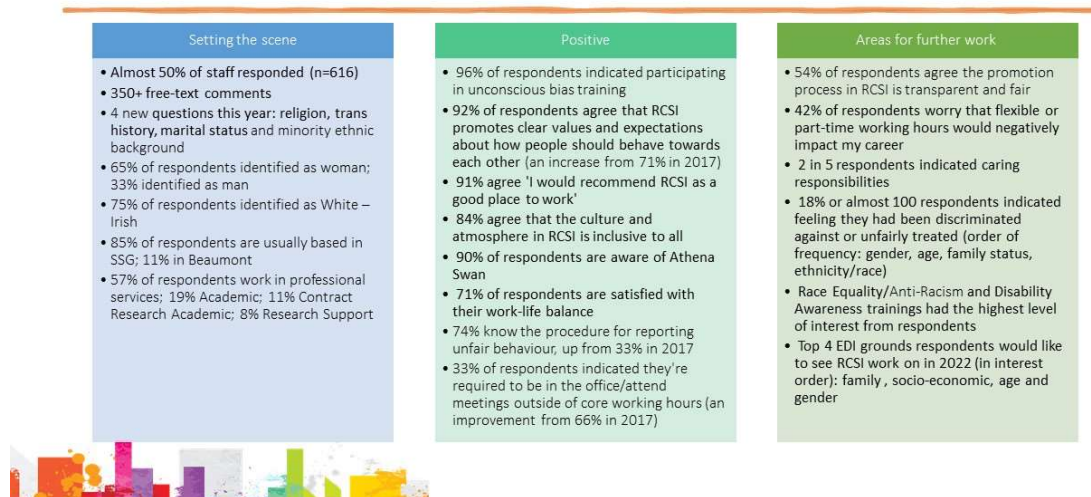 Setting the scene
• Almost 50% of staff responded (n=616)
• 350+ free-text comments
• 4 new questions this year: religion, trans
history, marital status and minority ethnic
background
• 65% of respondents identified as woman;
33% identified as man
• 75% of respondents identified as White –
Irish
• 85% of respondents are usually based in
SSG; 11% in Beaumont
• 57% of respondents work in professional
services; 19% Academic; 11% Contract
Research Academic; 8% Research Support
Positive
• 96% of respondents indicated participating
in unconscious bias training
• 92% of respondents agree that RCSI
promotes clear values and expectations
about how people should behave towards
each other (an increase from 71% in 2017)
• 91% agree 'I would recommend RCSI as a
good place to work'
• 84% agree that the culture and
atmosphere in RCSI is inclusive to all
• 90% of respondents are aware of Athena
Swan
• 71% of respondents are satisfied with
their work-life balance
• 74% know the procedure for reporting
unfair behaviour, up from 33% in 2017
• 33% of respondents indicated they're
required to be in the office/attend
meetings outside of core working hours (an
improvement from 66% in 2017)
Areas for further work
• 54% of respondents agree the promotion
process in RCSI is transparent and fair
• 42% of respondents worry that flexible or
part-time working hours would negatively
impact my career
• 2 in 5 respondents indicated caring
responsibilities
• 18% or almost 100 respondents indicated
feeling they had been discriminated
against or unfairly treated (order of
frequency: gender, age, family status,
ethnicity/race)
• Race Equality/Anti-Racism and Disability
Awareness trainings had the highest level
of interest from respondents
• Top 4 EDI grounds respondents would like
to see RCSI work on in 2022 (in interest
order): family , socio-economic, age and
gender